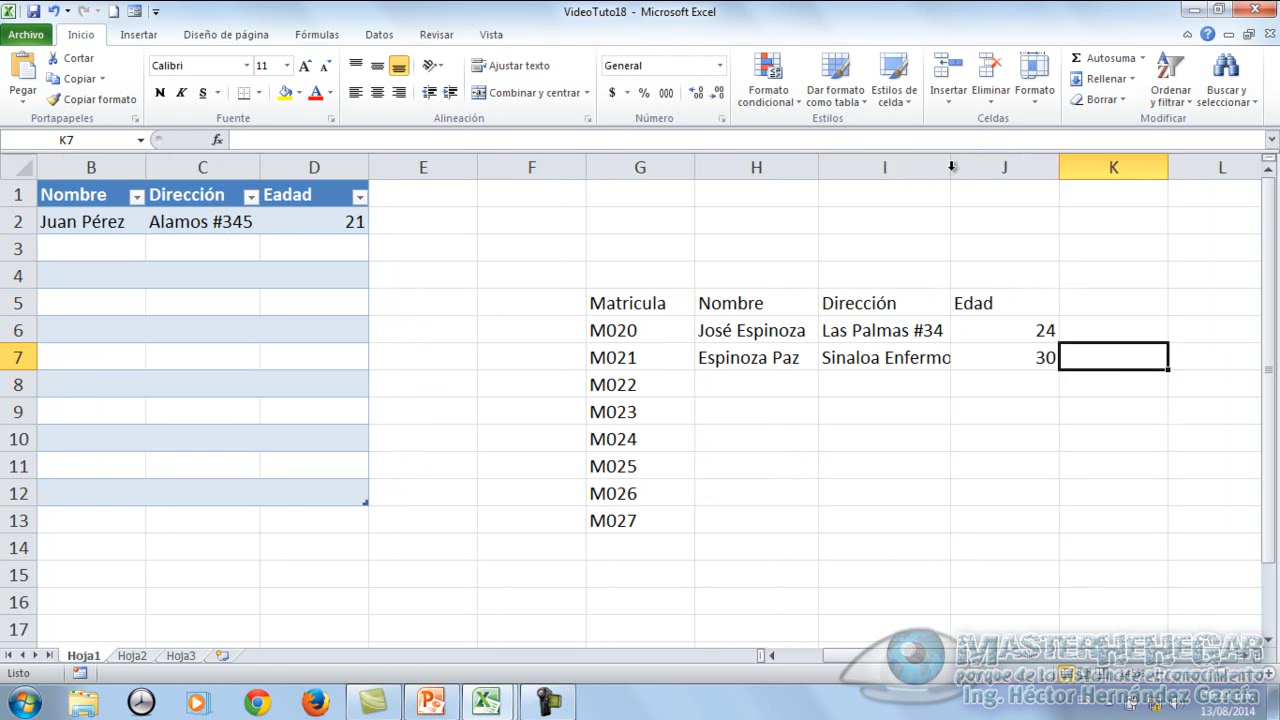 VideoTuto18 - Microsoft Excel
Archivo Inicio Insertar Diseño de página Fórmulas Datos Revisar Vista
Pegar
Cortar
Copiar
Copiar formato
Portapapeles
Calibri 11
N K S
Fuente
Ajustar texto
Combinar y centrar
Alineación
General
$ % 000
Número
Formato condicional
Dar formato como tabla
Estilos de celda
Estilos
Insertar Eliminar Formato
Celdas
Autosuma
Rellenar
Borrar
Ordenar y filtrar
Buscar y seleccionar
Modificar
K7 fx
B C D E F G H I J K L
1 Nombre Dirección Eadad
2 Juan Pérez Alamos #345 21
3
4
5 Matricula Nombre Dirección Edad
6 M020 José Espinoza Las Palmas #34 24
7 M021 Espinoza Paz Sinaloa Enfermo 30
8 M022
9 M023
10 M024
11 M025
12 M026
13 M027
14
15
16
17
Hoja1 Hoja2 Hoja3
Listo
MASTERHEHEGAR
Ing. Héctor Hernández García
13/08/2014